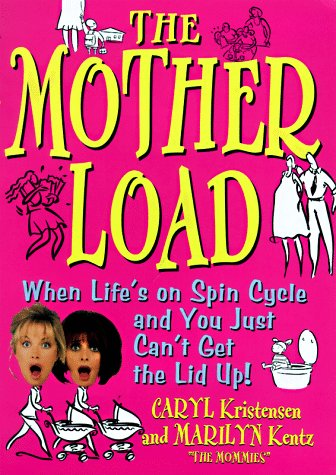 THE
MOTHER
LOAD
When Life's on Spin Cycle
and You Just
Can't Get
the Lid Up!
CARYL Kristensen
and MARILYN Kentz
"THE MOMMIES"